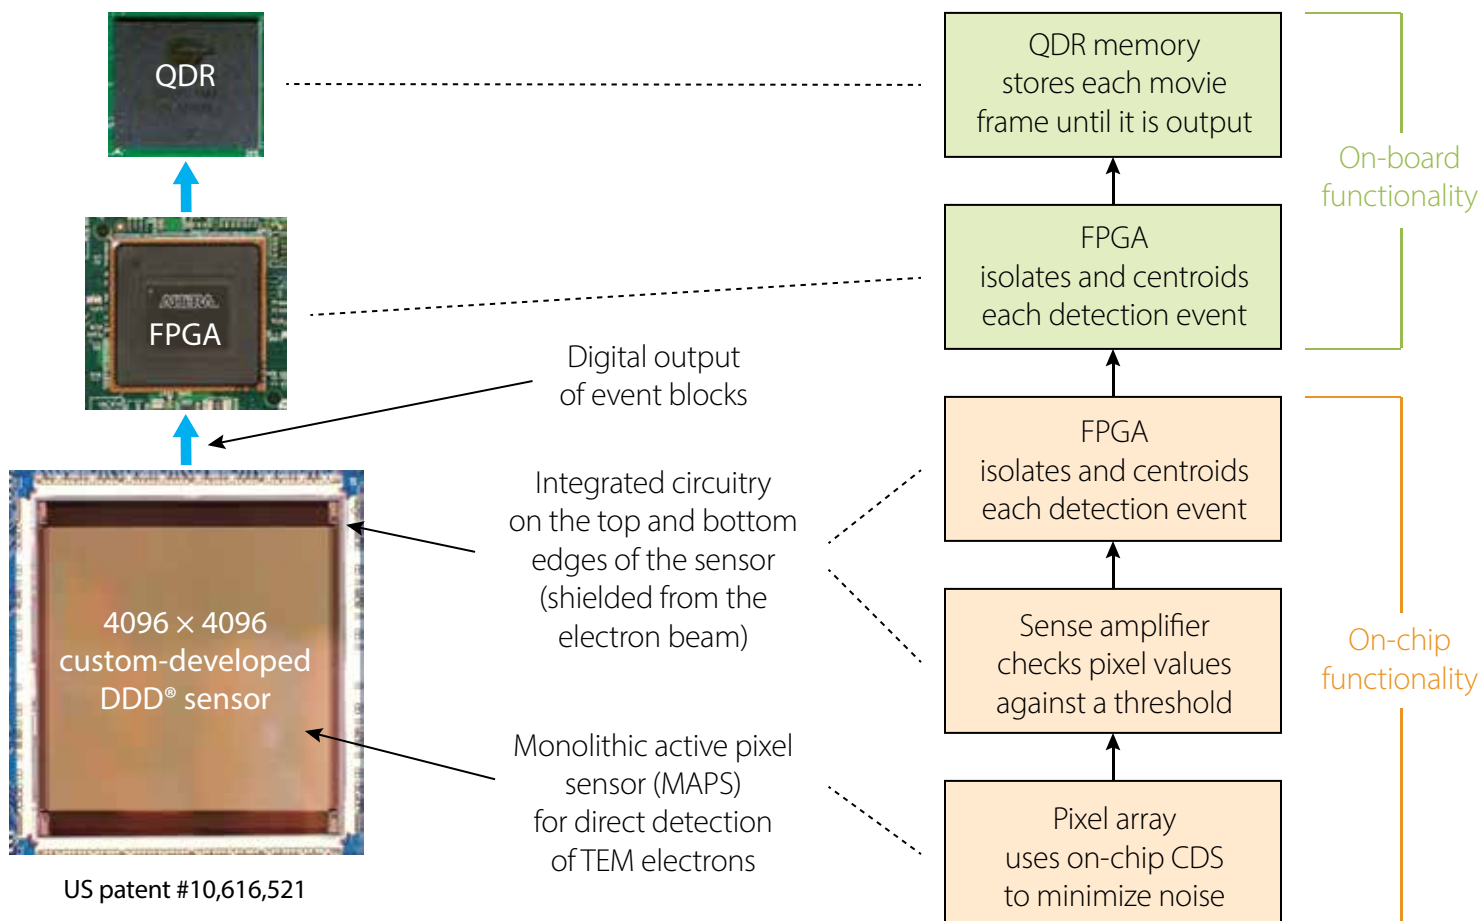 QDR
QDR memory
stores each movie
frame until it is output
On-board
functionality
ALTERA
FPGA
FPGA
isolates and centroids
each detection event
Digital output
of event blocks
FPGA
isolates and centroids
each detection event
Integrated circuitry
on the top and bottom
edges of the sensor
(shielded from the
electron beam)
4096 × 4096
custom-developed
DDD® sensor
Sense amplifier
checks pixel values
against a threshold
On-chip
functionality
Monolithic active pixel
sensor (MAPS)
for direct detection
of TEM electrons
Pixel array
uses on-chip CDS
to minimize noise
US patent #10,616,521